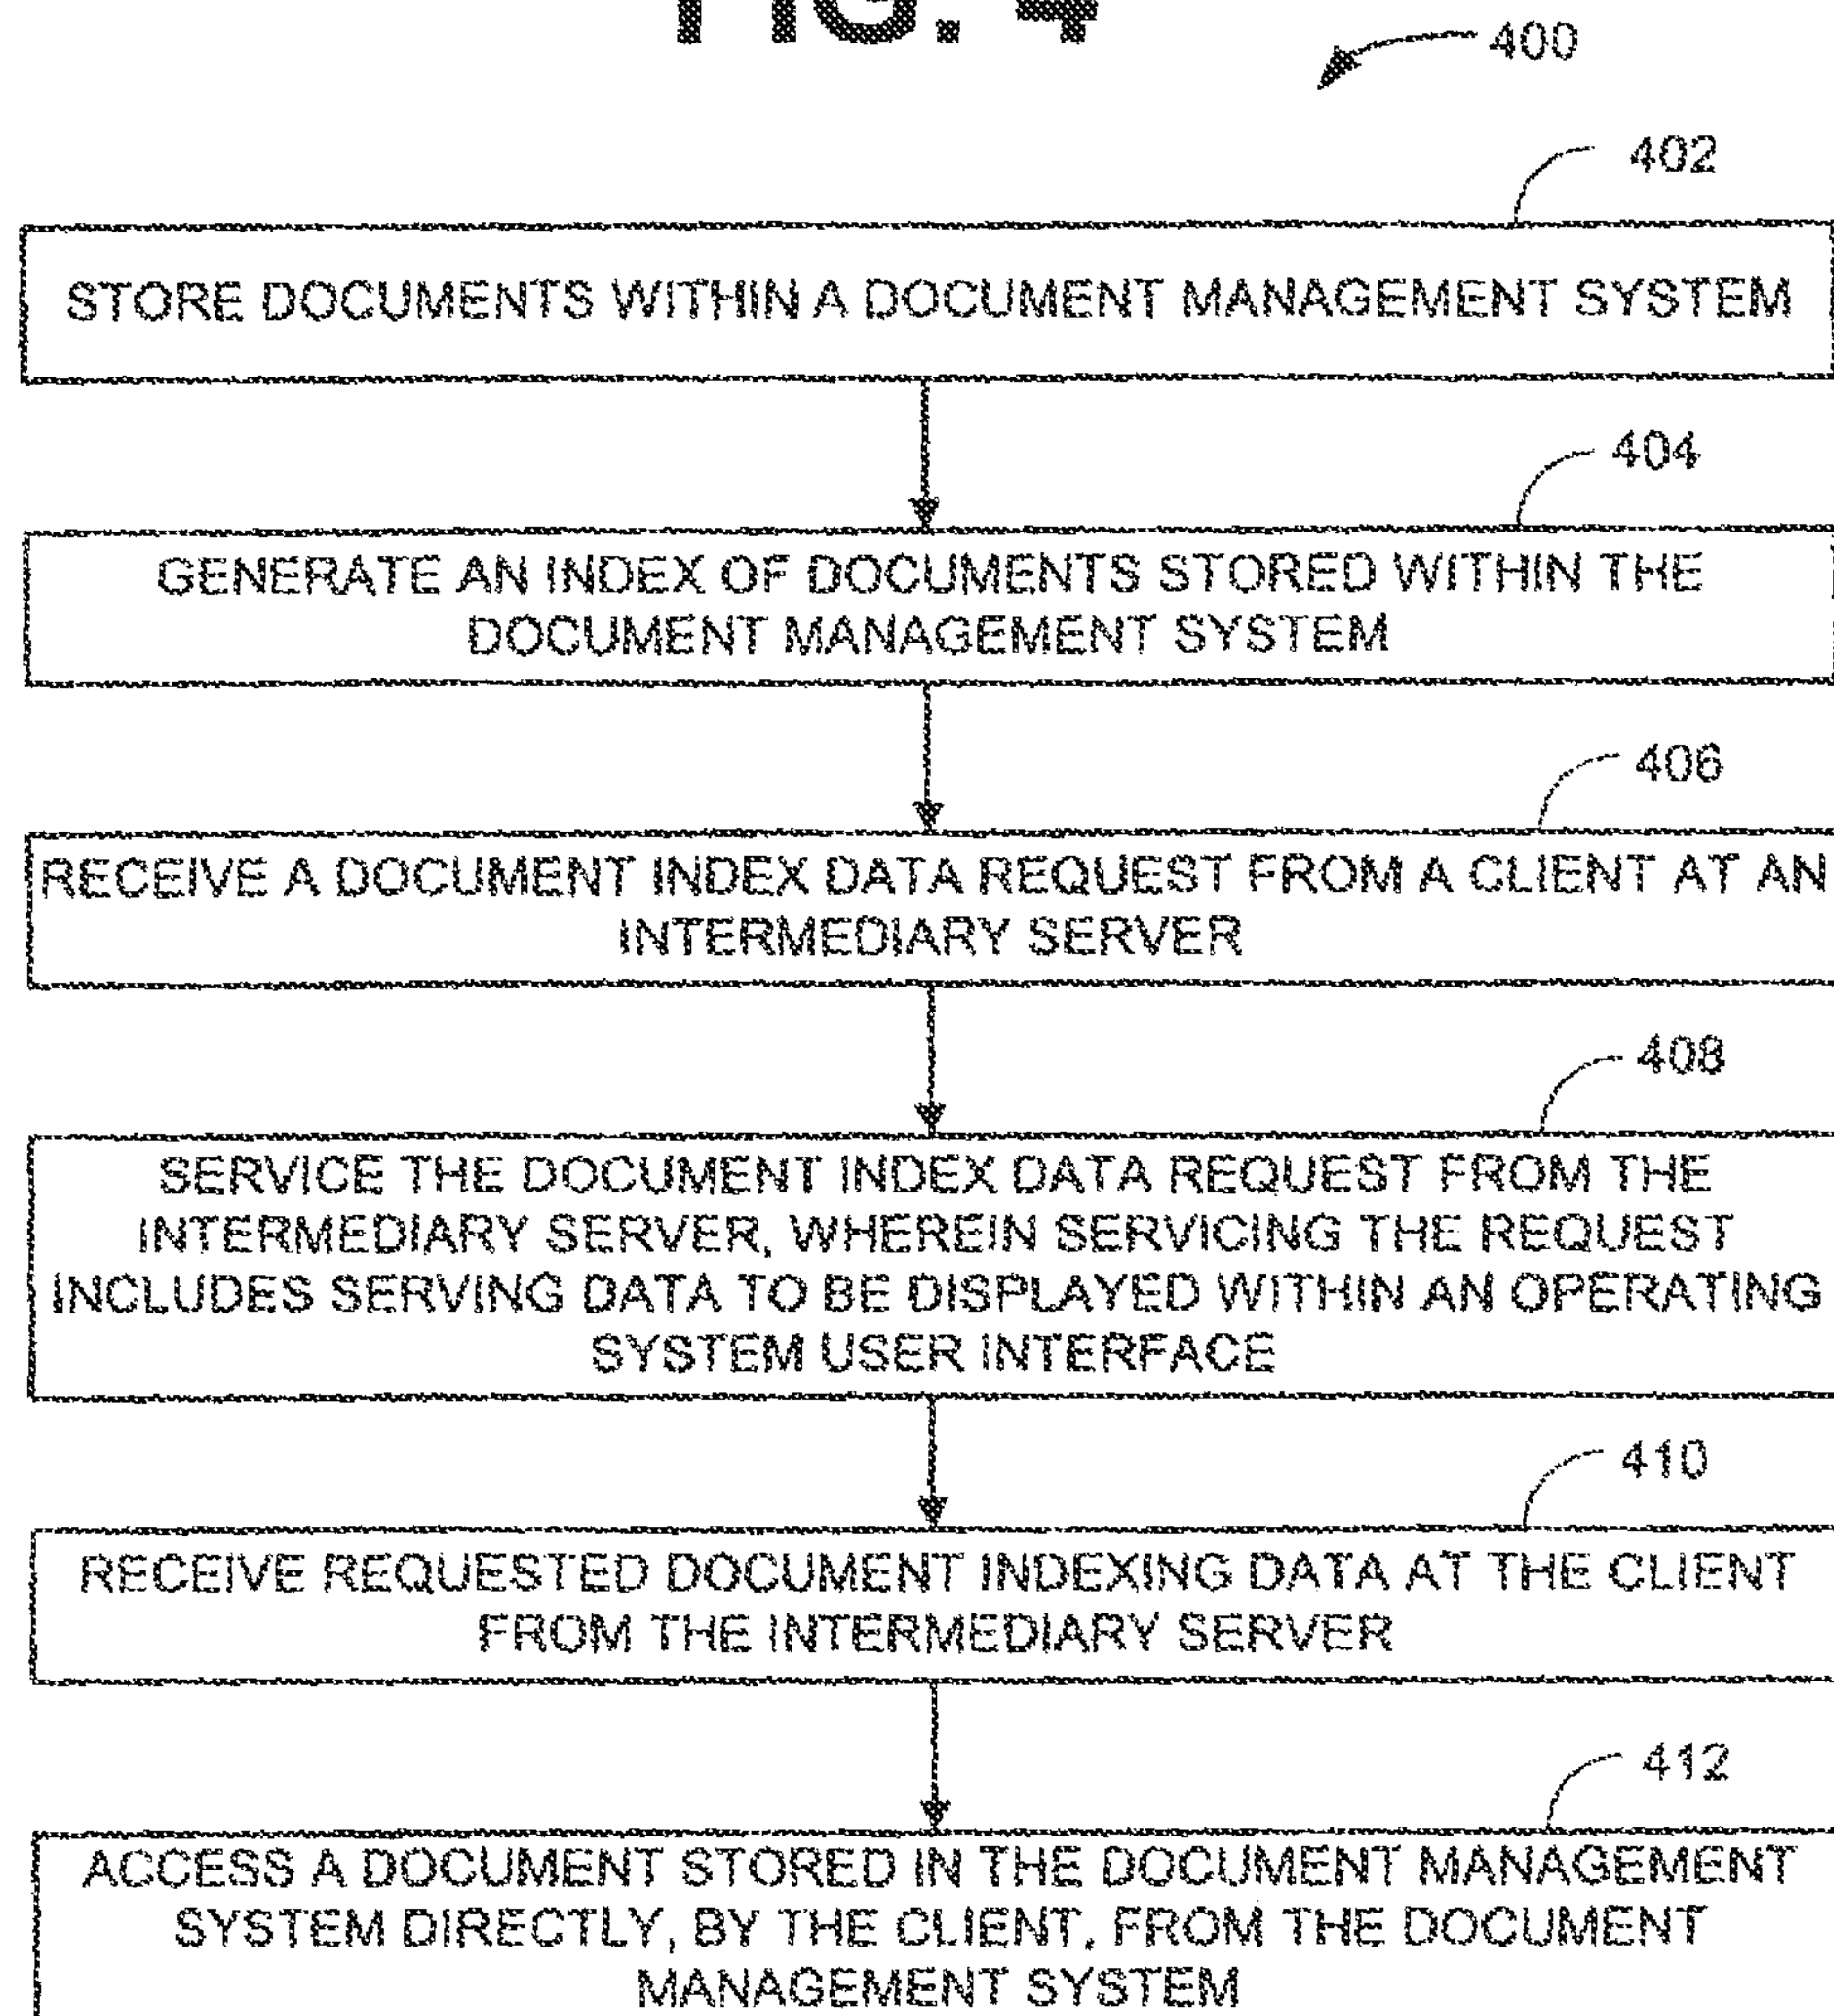 FIG. 4
400
402
STORE DOCUMENTS WITHIN A DOCUMENT MANAGEMENT SYSTEM
404
GENERATE AN INDEX OF DOCUMENTS STORED WITHIN THE
DOCUMENT MANAGEMENT SYSTEM
406
RECEIVE A DOCUMENT INDEX DATA REQUEST FROM A CLIENT AT AN
INTERMEDIARY SERVER
408
SERVICE THE DOCUMENT INDEX DATA REQUEST FROM THE
INTERMEDIARY SERVER, WHEREIN SERVICING THE REQUEST
INCLUDES SERVING DATA TO BE DISPLAYED WITHIN AN OPERATING
SYSTEM USER INTERFACE
410
RECEIVE REQUESTED DOCUMENT INDEXING DATA AT THE CLIENT
FROM THE INTERMEDIARY SERVER
412
ACCESS A DOCUMENT STORED IN THE DOCUMENT MANAGEMENT
SYSTEM DIRECTLY, BY THE CLIENT, FROM THE DOCUMENT
MANAGEMENT SYSTEM